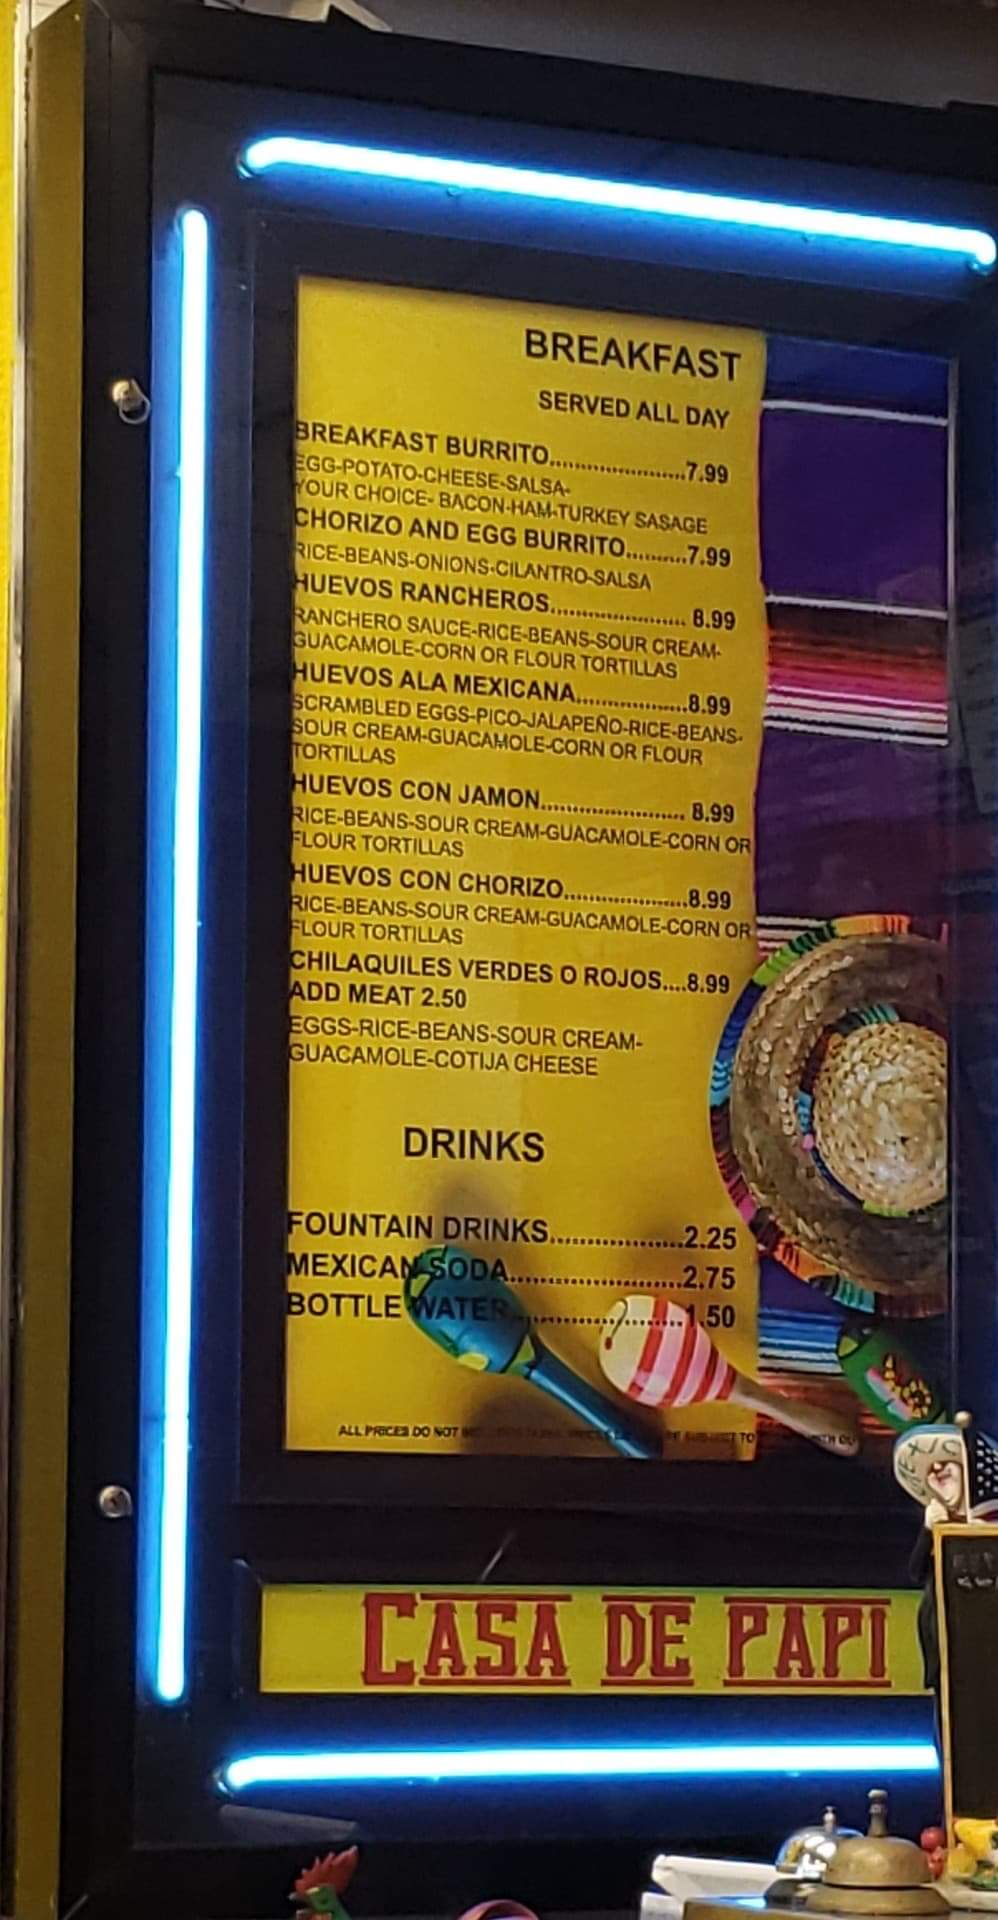 BREAKFAST
SERVED ALL DAY
BREAKFAST BURRITO......................7.99
EGG-POTATO-CHEESE-SALSA-
YOUR CHOICE- BACON-HAM-TURKEY SASAGE
CHORIZO AND EGG BURRITO..........7.99
RICE-BEANS-ONIONS-CILANTRO-SALSA
HUEVOS RANCHEROS...................... 8.99
RANCHERO SAUCE-RICE-BEANS-SOUR CREAM-
GUACAMOLE-CORN OR FLOUR TORTILLAS
HUEVOS ALA MEXICANA..................8.99
SCRAMBLED EGGS-PICO-JALAPEÑO-RICE-BEANS-
SOUR CREAM-GUACAMOLE-CORN OR FLOUR
TORTILLAS
HUEVOS CON JAMON........................ 8.99
RICE-BEANS-SOUR CREAM-GUACAMOLE-CORN OR
FLOUR TORTILLAS
HUEVOS CON CHORIZO....................8.99
RICE-BEANS-SOUR CREAM-GUACAMOLE-CORN OR
FLOUR TORTILLAS
CHILAQUILES VERDES O ROJOS....8.99
ADD MEAT 2.50
EGGS-RICE-BEANS-SOUR CREAM-
GUACAMOLE-COTIJA CHEESE
DRINKS
FOUNTAIN DRINKS..................2.25
MEXICAN SODA........................2.75
BOTTLE WATER........................1.50
ALL PRICES DO NOT
CASA DE PAPI
MEXICO